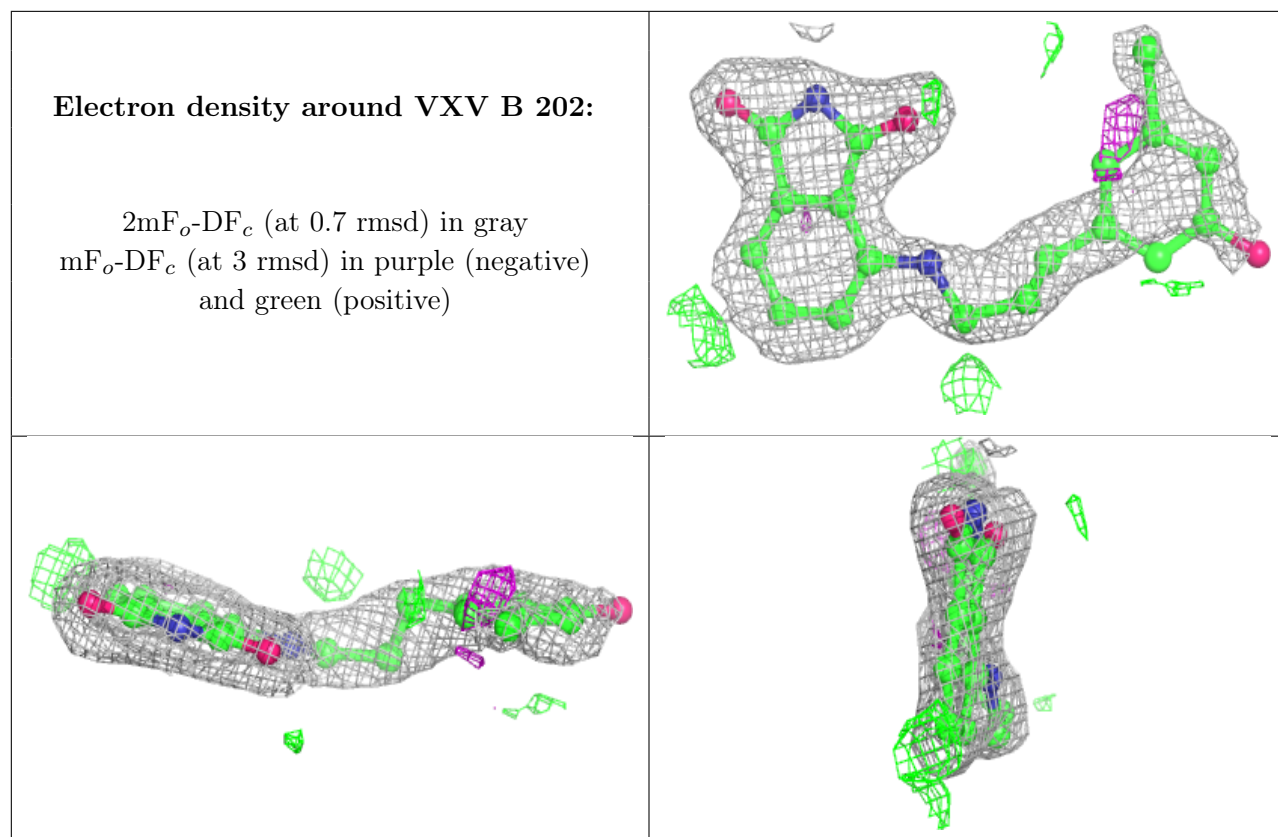 Electron density around VXV B 202:
2mFo-DFc (at 0.7 rmsd) in gray
mFo-DFc (at 3 rmsd) in purple (negative)
and green (positive)